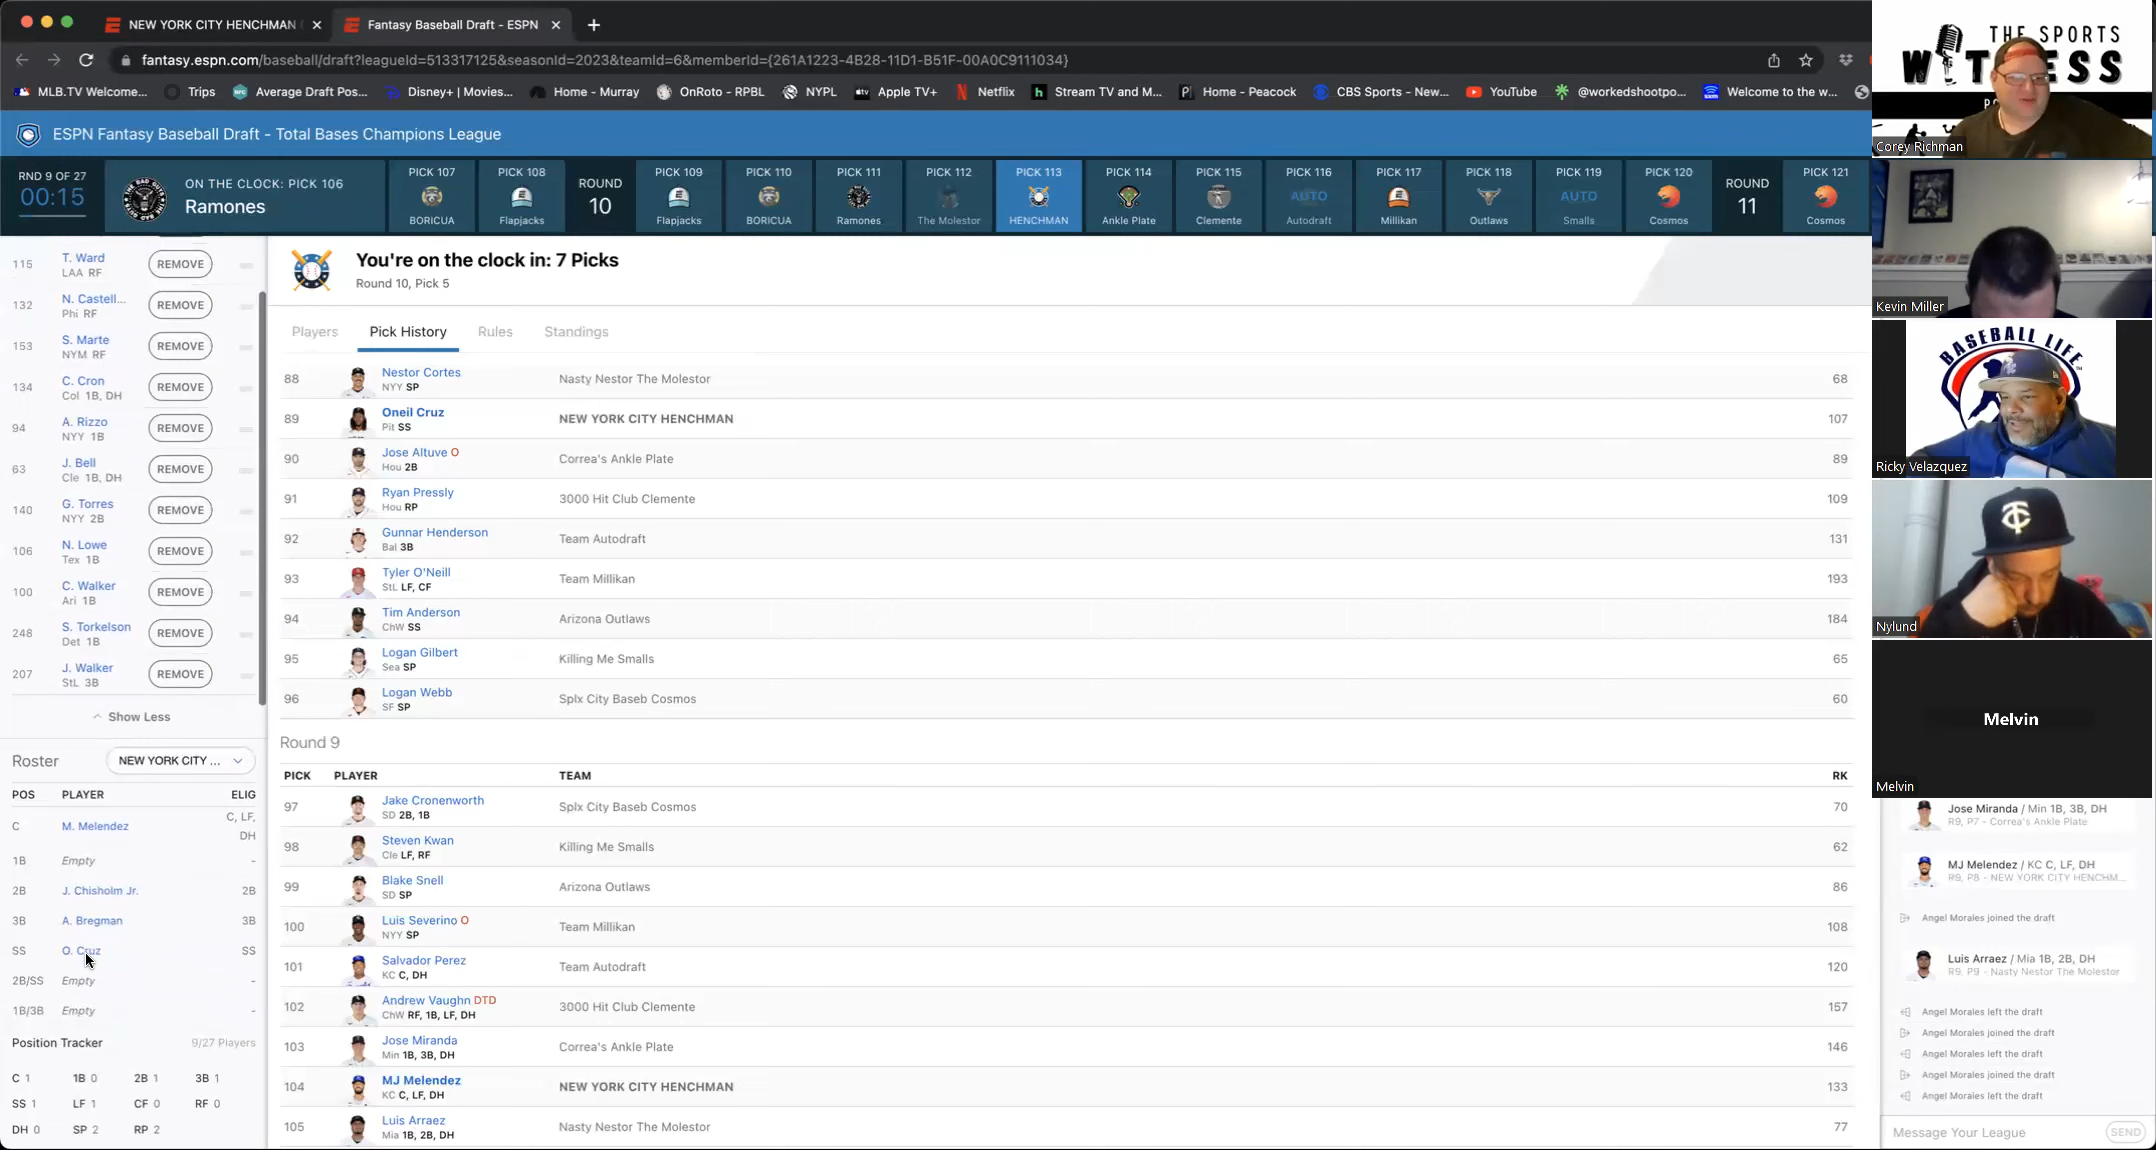 NEW YORK CITY HENCHMAN
Fantasy Baseball Draft - ESPN
fantasy.espn.com/baseball/draft?leagueId=513317125&seasonId=2023&teamId=6&memberId={261A1223-4B28-11D1-B51F-00A0C9111034}
MLB.TV Welcome... Trips Average Draft Pos... Disney+ | Movies... Home - Murray OnRoto - RPBL NYPL Apple TV+ Netflix Stream TV and M... Home - Peacock CBS Sports - New... YouTube @workedshootpo... Welcome to the w...
ESPN Fantasy Baseball Draft - Total Bases Champions League
RND 9 OF 27
00:15
ON THE CLOCK: PICK 106
Ramones
PICK 107
BORICUA
PICK 108
Flapjacks
ROUND
10
PICK 109
Flapjacks
PICK 110
BORICUA
PICK 111
Ramones
PICK 112
The Molestor
PICK 113
HENCHMAN
PICK 114
Ankle Plate
PICK 115
Clemente
PICK 116
AUTO
Autodraft
PICK 117
Millikan
PICK 118
Outlaws
PICK 119
AUTO
Smalls
PICK 120
Cosmos
ROUND
11
PICK 121
Cosmos
115 T. Ward REMOVE
LAA RF
132 N. Castell... REMOVE
Phi RF
153 S. Marte REMOVE
NYM RF
134 C. Cron REMOVE
Col 1B, DH
94 A. Rizzo REMOVE
NYY 1B
63 J. Bell REMOVE
Cle 1B, DH
140 G. Torres REMOVE
NYY 2B
106 N. Lowe REMOVE
Tex 1B
100 C. Walker REMOVE
Ari 1B
248 S. Torkelson REMOVE
Det 1B
207 J. Walker REMOVE
StL 3B
Show Less
Roster NEW YORK CITY ...
POS PLAYER ELIG
C M. Melendez C, LF, DH
1B Empty -
2B J. Chisholm Jr. 2B
3B A. Bregman 3B
SS O. Cruz SS
2B/SS Empty -
1B/3B Empty -
Position Tracker 9/27 Players
C 1 1B 0 2B 1 3B 1
SS 1 LF 1 CF 0 RF 0
DH 0 SP 2 RP 2
You're on the clock in: 7 Picks
Round 10, Pick 5
Players Pick History Rules Standings
88 Nestor Cortes Nasty Nestor The Molestor 68
NYY SP
89 Oneil Cruz NEW YORK CITY HENCHMAN 107
Pit SS
90 Jose Altuve O Correa's Ankle Plate 89
Hou 2B
91 Ryan Pressly 3000 Hit Club Clemente 109
Hou RP
92 Gunnar Henderson Team Autodraft 131
Bal 3B
93 Tyler O'Neill Team Millikan 193
StL LF, CF
94 Tim Anderson Arizona Outlaws 184
ChW SS
95 Logan Gilbert Killing Me Smalls 65
Sea SP
96 Logan Webb Splx City Baseb Cosmos 60
SF SP
Round 9
PICK PLAYER TEAM RK
97 Jake Cronenworth Splx City Baseb Cosmos 70
SD 2B, 1B
98 Steven Kwan Killing Me Smalls 62
Cle LF, RF
99 Blake Snell Arizona Outlaws 86
SD SP
100 Luis Severino O Team Millikan 108
NYY SP
101 Salvador Perez Team Autodraft 120
KC C, DH
102 Andrew Vaughn DTD 3000 Hit Club Clemente 157
ChW RF, 1B, LF, DH
103 Jose Miranda Correa's Ankle Plate 146
Min 1B, 3B, DH
104 MJ Melendez NEW YORK CITY HENCHMAN 133
KC C, LF, DH
105 Luis Arraez Nasty Nestor The Molestor 77
Mia 1B, 2B, DH
THE SPORTS
WITNESS
Corey Richman
Kevin Miller
BASEBALL LIFE
Ricky Velazquez
TC
Nylund
Melvin
Melvin
Jose Miranda / Min 1B, 3B, DH
R9, P7 - Correa's Ankle Plate
MJ Melendez / KC C, LF, DH
R9, P8 - NEW YORK CITY HENCHM...
Angel Morales joined the draft
Luis Arraez / Mia 1B, 2B, DH
R9, P9 - Nasty Nestor The Molestor
Angel Morales left the draft
Angel Morales joined the draft
Angel Morales left the draft
Angel Morales joined the draft
Angel Morales left the draft
Message Your League SEND